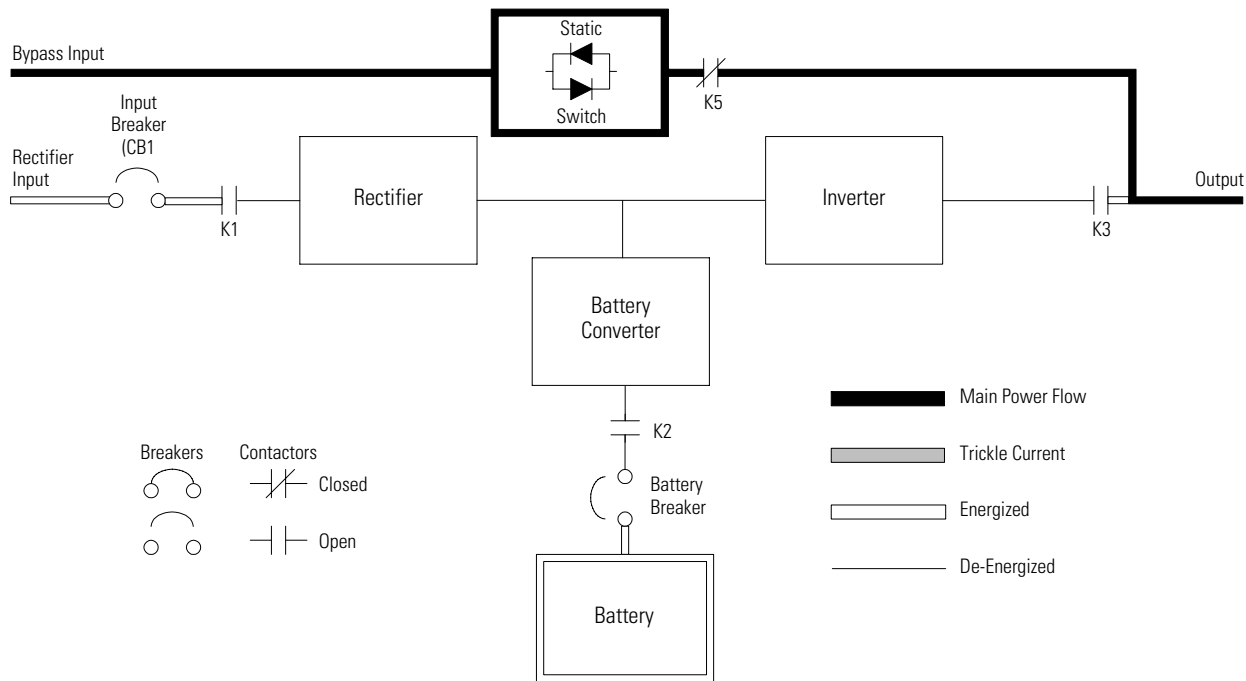 Static
Bypass Input
Switch
K5
Input
Breaker
(CB1
Rectifier
Input
K1
Rectifier
Inverter
K3
Output
Battery
Converter
K2
Battery
Breaker
Battery
Breakers
Contactors
Closed
Open
Main Power Flow
Trickle Current
Energized
De-Energized